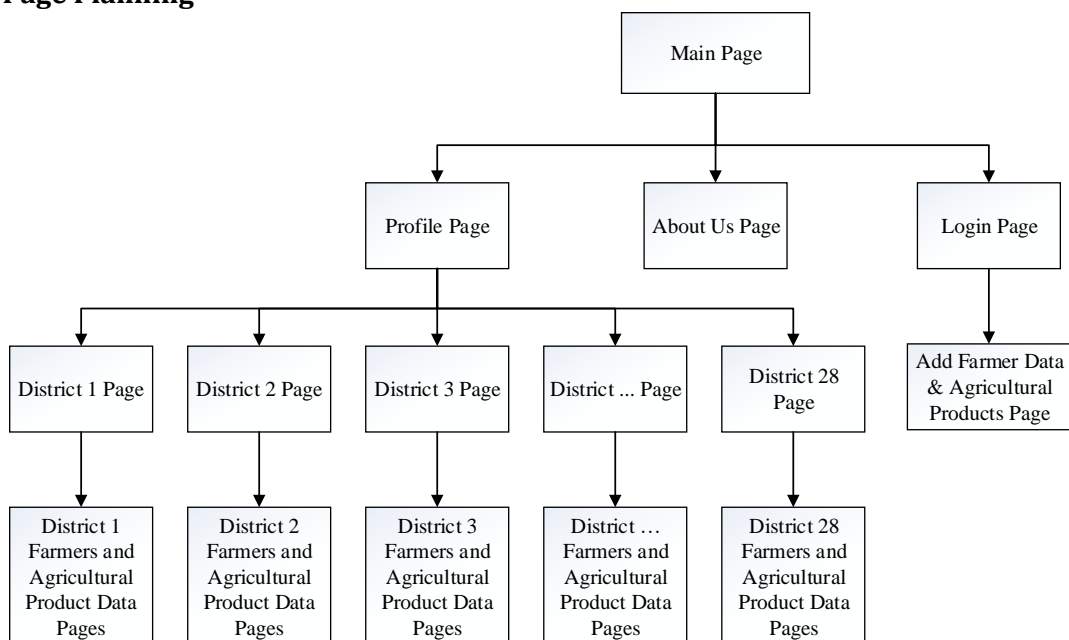 Page Planning
Main Page
Profile Page
About Us Page
Login Page
District 1 Page
District 2 Page
District 3 Page
District ... Page
District 28
Page
Add Farmer Data
& Agricultural
Products Page
District 1
Farmers and
Agricultural
Product Data
Pages
District 2
Farmers and
Agricultural
Product Data
Pages
District 3
Farmers and
Agricultural
Product Data
Pages
District …
Farmers and
Agricultural
Product Data
Pages
District 28
Farmers and
Agricultural
Product Data
Pages